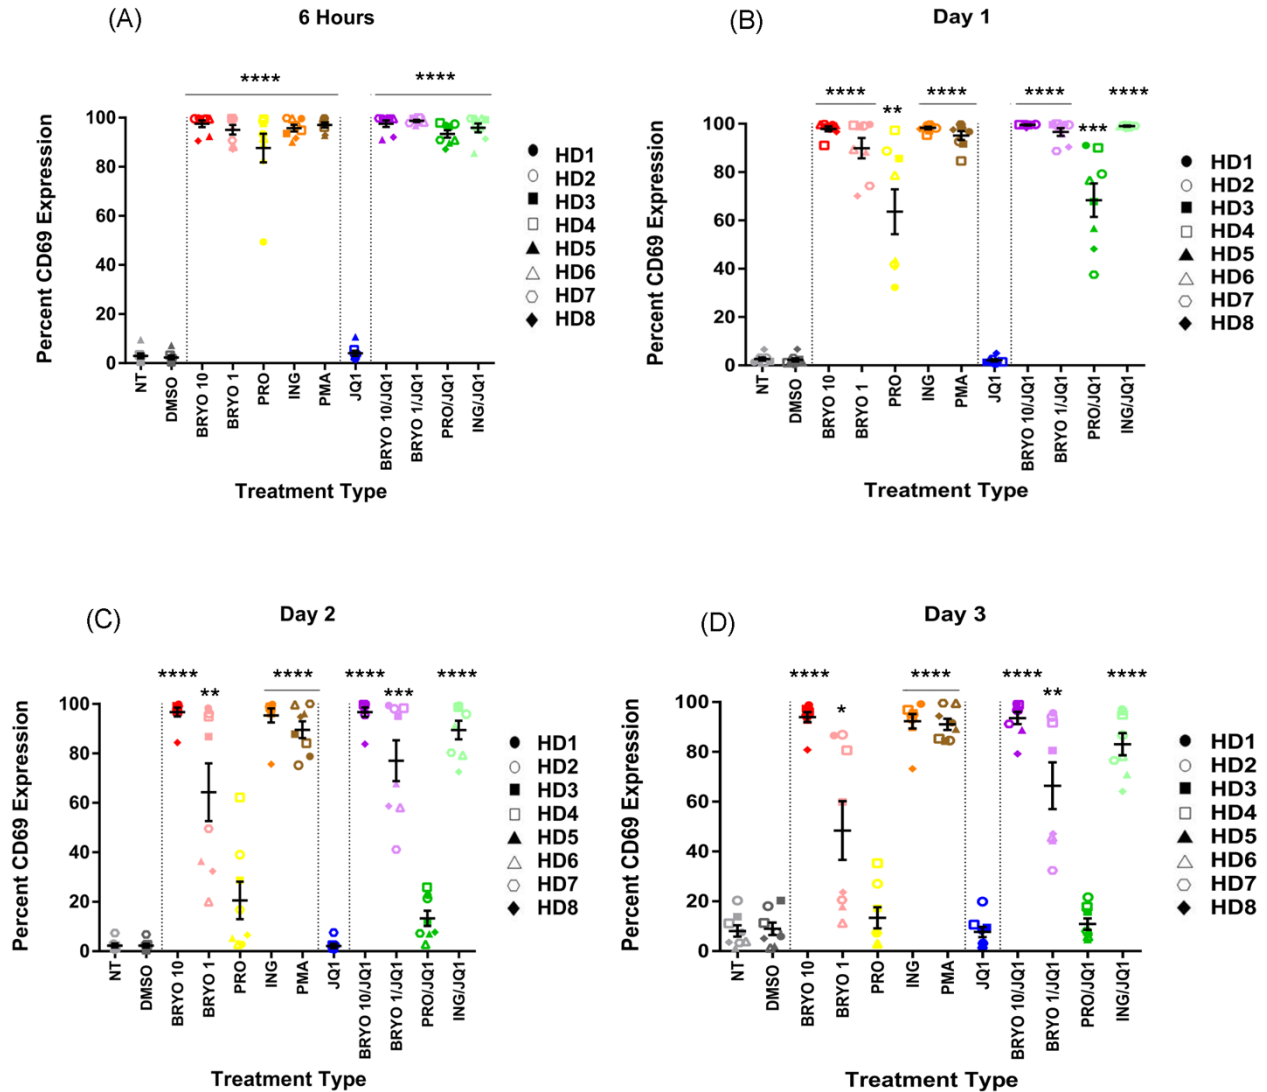 (A)
6 Hours
****
****
Percent CD69 Expression
100
80
60
40
20
0
NT
DMSO
BRYO 10
BRYO 1
PRO
ING
PMA
JQ1
BRYO 10/JQ1
BRYO 1/JQ1
PRO/JQ1
ING/JQ1
Treatment Type
HD1
HD2
HD3
HD4
HD5
HD6
HD7
HD8
(B)
Day 1
****
**
****
****
***
****
Percent CD69 Expression
100
80
60
40
20
0
NT
DMSO
BRYO 10
BRYO 1
PRO
ING
PMA
JQ1
BRYO 10/JQ1
BRYO 1/JQ1
PRO/JQ1
ING/JQ1
Treatment Type
HD1
HD2
HD3
HD4
HD5
HD6
HD7
HD8
(C)
Day 2
****
**
****
****
***
****
Percent CD69 Expression
100
80
60
40
20
0
NT
DMSO
BRYO 10
BRYO 1
PRO
ING
PMA
JQ1
BRYO 10/JQ1
BRYO 1/JQ1
PRO/JQ1
ING/JQ1
Treatment Type
HD1
HD2
HD3
HD4
HD5
HD6
HD7
HD8
(D)
Day 3
****
*
****
****
**
****
Percent CD69 Expression
100
80
60
40
20
0
NT
DMSO
BRYO 10
BRYO 1
PRO
ING
PMA
JQ1
BRYO 10/JQ1
BRYO 1/JQ1
PRO/JQ1
ING/JQ1
Treatment Type
HD1
HD2
HD3
HD4
HD5
HD6
HD7
HD8